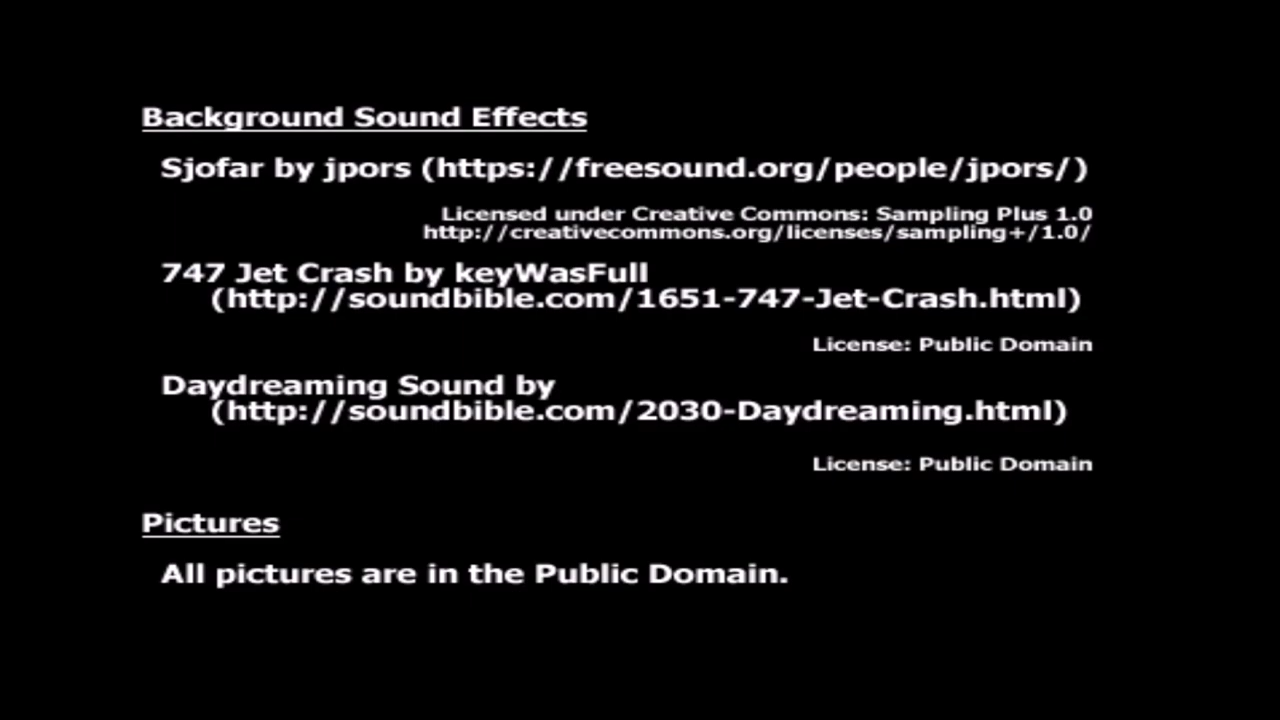 Background Sound Effects
Sjofar by jpors (https://freesound.org/people/jpors/)
Licensed under Creative Commons: Sampling Plus 1.0
http://creativecommons.org/licenses/sampling+/1.0/
747 Jet Crash by keyWasFull
(http://soundbible.com/1651-747-Jet-Crash.html)
License: Public Domain
Daydreaming Sound by
(http://soundbible.com/2030-Daydreaming.html)
License: Public Domain
Pictures
All pictures are in the Public Domain.